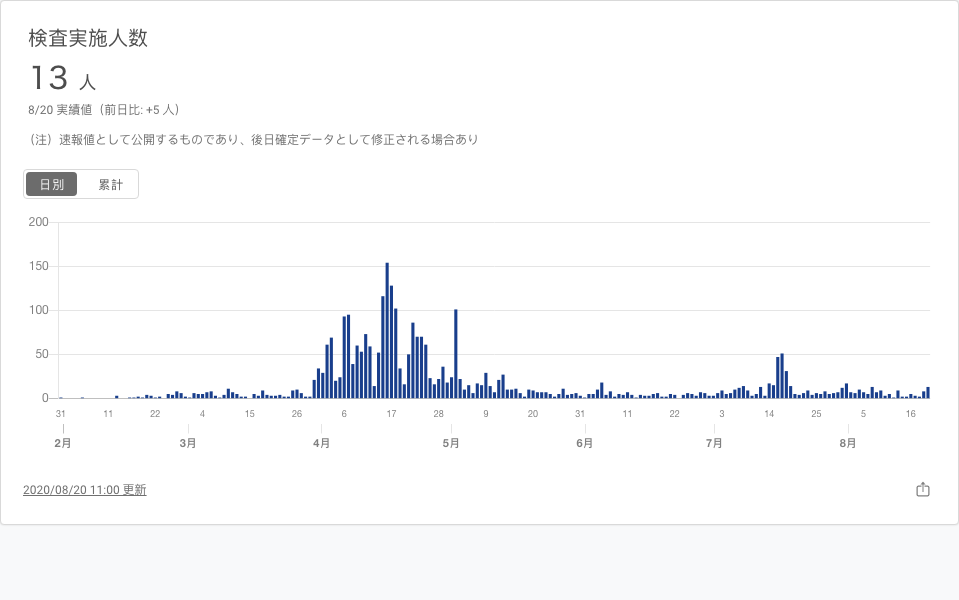 検査実施人数
13 人
8/20 実績値（前日比: +5 人）
（注）速報値として公開するものであり、後日確定データとして修正される場合あり
日別 累計
200
150
100
50
0
31 11 22 4 15 26 6 17 28 9 20 31 11 22 3 14 25 5 16
2月 3月 4月 5月 6月 7月 8月
2020/08/20 11:00 更新